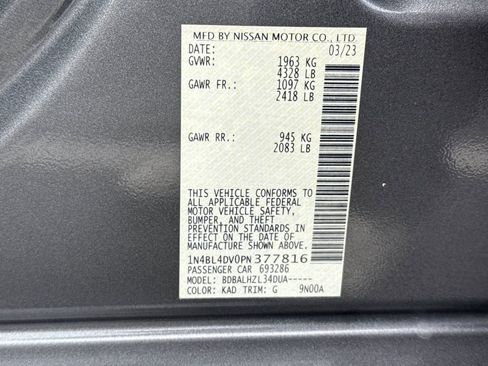 MFD BY NISSAN MOTOR CO., LTD.
DATE: 03/23
GVWR: 1963 KG
4328 LB
GAWR FR.: 1097 KG
2418 LB
GAWR RR.: 945 KG
2083 LB
THIS VEHICLE CONFORMS TO
ALL APPLICABLE FEDERAL
MOTOR VEHICLE SAFETY,
BUMPER, AND THEFT
PREVENTION STANDARDS IN
EFFECT ON THE DATE OF
MANUFACTURE SHOWN ABOVE.
1N4BL4DV0PN377816
PASSENGER CAR 693286
MODEL: BDBALHZL34DUA-----
COLOR: KAD TRIM: G 9N00A